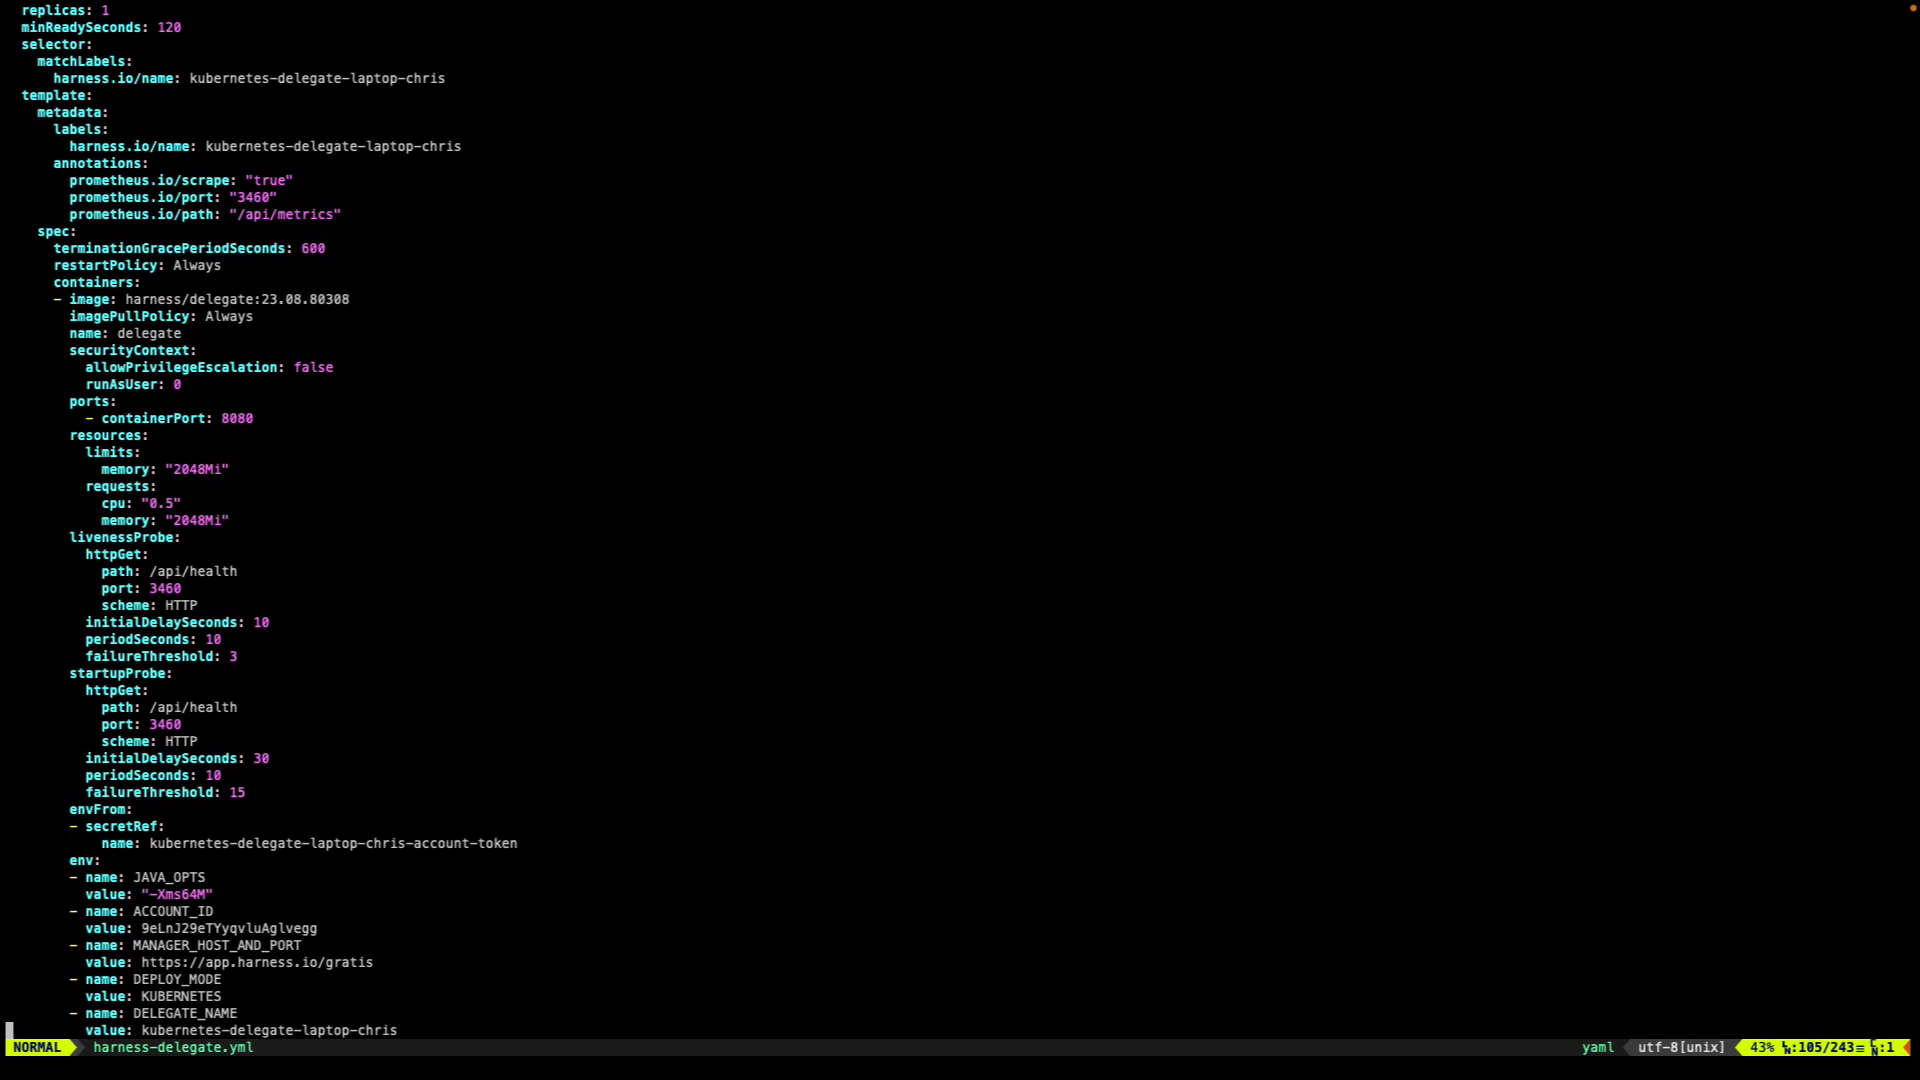 replicas: 1
minReadySeconds: 120
selector:
matchLabels:
harness.io/name: kubernetes-delegate-laptop-chris
template:
metadata:
labels:
harness.io/name: kubernetes-delegate-laptop-chris
annotations:
prometheus.io/scrape: "true"
prometheus.io/port: "3460"
prometheus.io/path: "/api/metrics"
spec:
terminationGracePeriodSeconds: 600
restartPolicy: Always
containers:
- image: harness/delegate:23.08.80308
imagePullPolicy: Always
name: delegate
securityContext:
allowPrivilegeEscalation: false
runAsUser: 0
ports:
- containerPort: 8080
resources:
limits:
memory: "2048Mi"
requests:
cpu: "0.5"
memory: "2048Mi"
livenessProbe:
httpGet:
path: /api/health
port: 3460
scheme: HTTP
initialDelaySeconds: 10
periodSeconds: 10
failureThreshold: 3
startupProbe:
httpGet:
path: /api/health
port: 3460
scheme: HTTP
initialDelaySeconds: 30
periodSeconds: 10
failureThreshold: 15
envFrom:
- secretRef:
name: kubernetes-delegate-laptop-chris-account-token
env:
- name: JAVA_OPTS
value: "-Xms64M"
- name: ACCOUNT_ID
value: 9eLnJ29eTYyqvluAglvegg
- name: MANAGER_HOST_AND_PORT
value: https://app.harness.io/gratis
- name: DEPLOY_MODE
value: KUBERNETES
- name: DELEGATE_NAME
value: kubernetes-delegate-laptop-chris
NORMAL harness-delegate.yml yaml utf-8[unix] 43% ␊:105/243≡ ␤:1